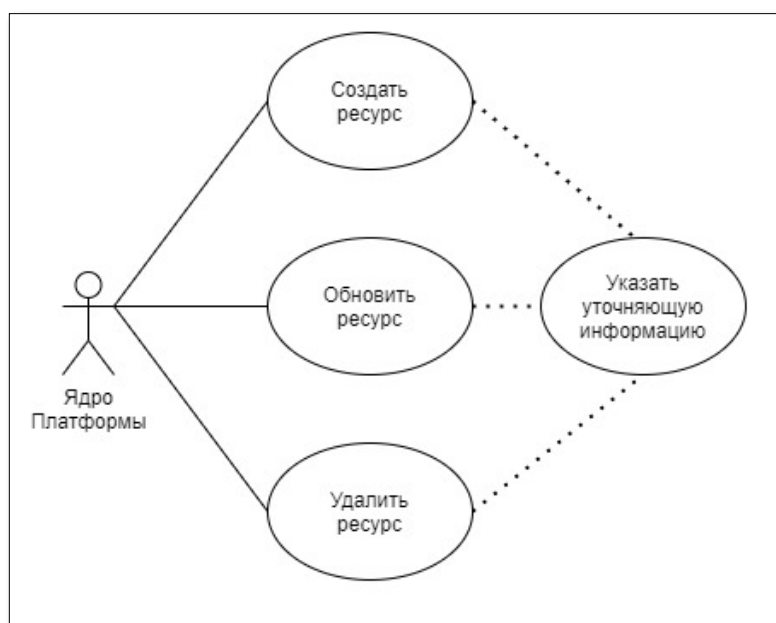 Создать
ресурс
Обновить
ресурс
Указать
уточняющую
информацию
Ядро
Платформы
Удалить
ресурс